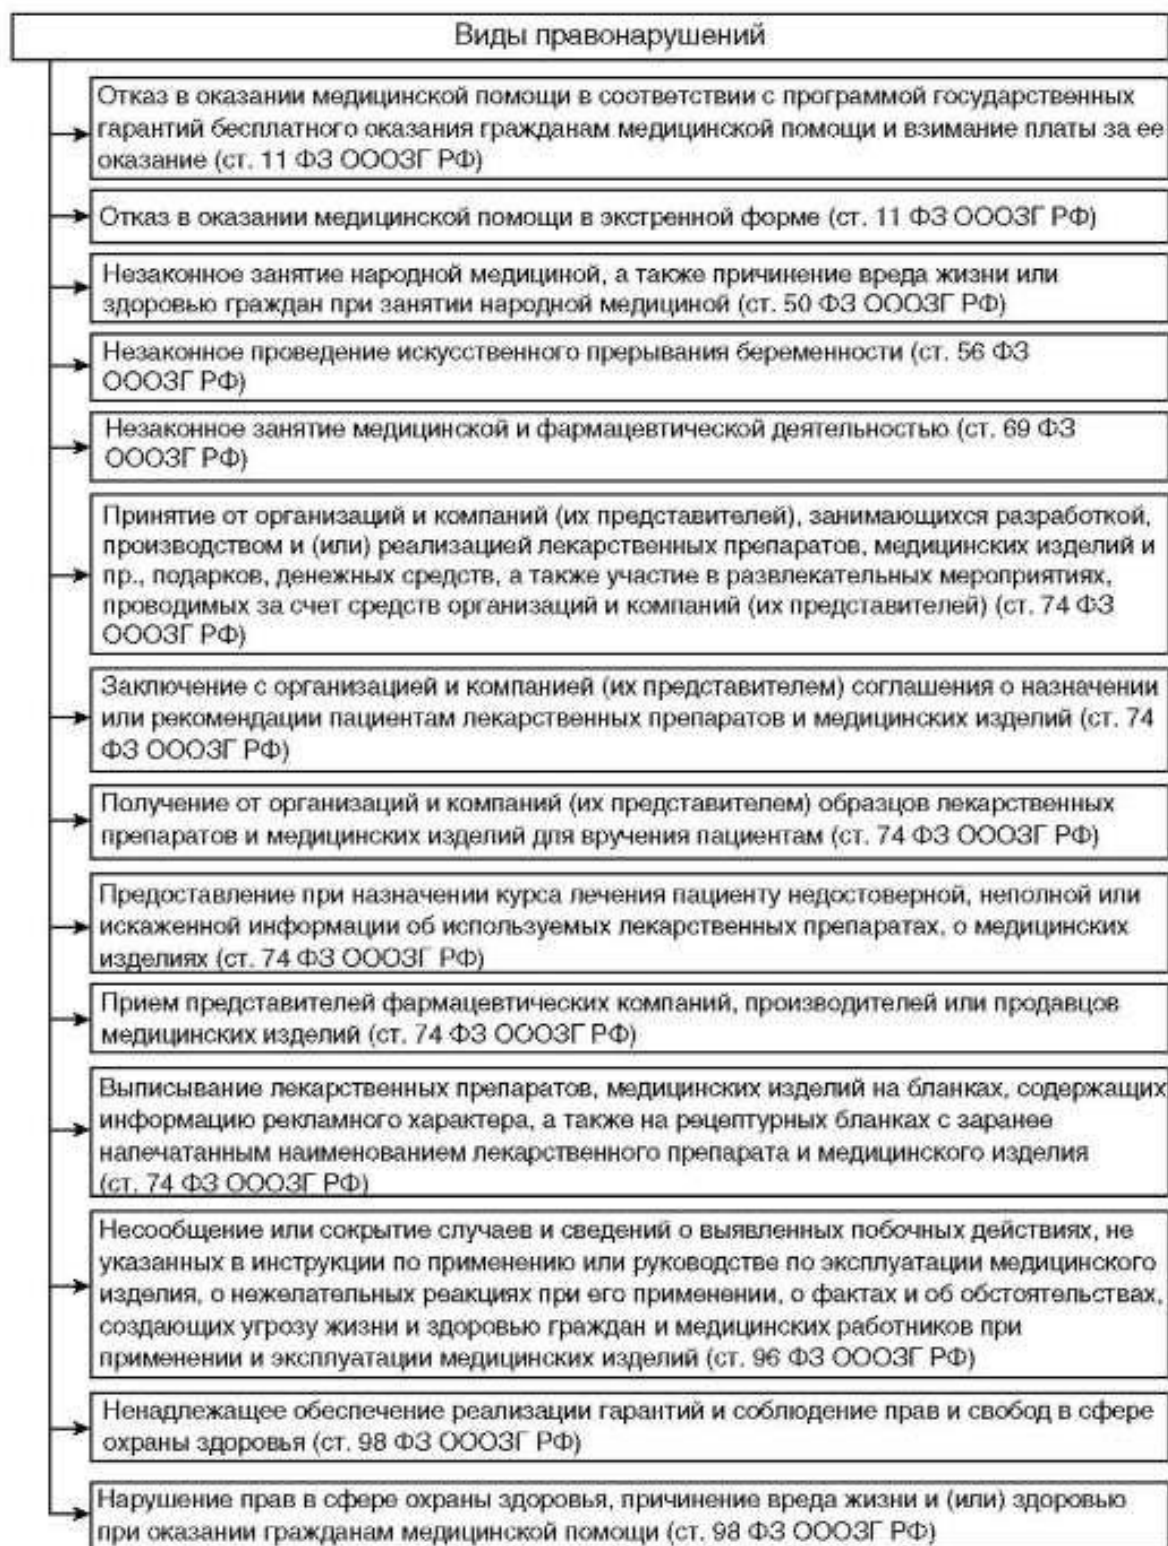 Виды правонарушений
Отказ в оказании медицинской помощи в соответствии с программой государственных
гарантий бесплатного оказания гражданам медицинской помощи и взимание платы за ее
оказание (ст. 11 ФЗ ОООЗГ РФ)
Отказ в оказании медицинской помощи в экстренной форме (ст. 11 ФЗ ОООЗГ РФ)
Незаконное занятие народной медициной, а также причинение вреда жизни или
здоровью граждан при занятии народной медициной (ст. 50 ФЗ ОООЗГ РФ)
Незаконное проведение искусственного прерывания беременности (ст. 56 ФЗ
ОООЗГ РФ)
Незаконное занятие медицинской и фармацевтической деятельностью (ст. 69 ФЗ
ОООЗГ РФ)
Принятие от организаций и компаний (их представителей), занимающихся разработкой,
производством и (или) реализацией лекарственных препаратов, медицинских изделий и
пр., подарков, денежных средств, а также участие в развлекательных мероприятиях,
проводимых за счет средств организаций и компаний (их представителей) (ст. 74 ФЗ
ОООЗГ РФ)
Заключение с организацией и компанией (их представителем) соглашения о назначении
или рекомендации пациентам лекарственных препаратов и медицинских изделий (ст. 74
ФЗ ОООЗГ РФ)
Получение от организаций и компаний (их представителем) образцов лекарственных
препаратов и медицинских изделий для вручения пациентам (ст. 74 ФЗ ОООЗГ РФ)
Предоставление при назначении курса лечения пациенту недостоверной, неполной или
искаженной информации об используемых лекарственных препаратах, о медицинских
изделиях (ст. 74 ФЗ ОООЗГ РФ)
Прием представителей фармацевтических компаний, производителей или продавцов
медицинских изделий (ст. 74 ФЗ ОООЗГ РФ)
Выписывание лекарственных препаратов, медицинских изделий на бланках, содержащих
информацию рекламного характера, а также на рецептурных бланках с заранее
напечатанным наименованием лекарственного препарата и медицинского изделия
(ст. 74 ФЗ ОООЗГ РФ)
Несообщение или сокрытие случаев и сведений о выявленных побочных действиях, не
указанных в инструкции по применению или руководстве по эксплуатации медицинского
изделия, о нежелательных реакциях при его применении, о фактах и об обстоятельствах,
создающих угрозу жизни и здоровью граждан и медицинских работников при
применении и эксплуатации медицинских изделий (ст. 96 ФЗ ОООЗГ РФ)
Ненадлежащее обеспечение реализации гарантий и соблюдение прав и свобод в сфере
охраны здоровья (ст. 98 ФЗ ОООЗГ РФ)
Нарушение прав в сфере охраны здоровья, причинение вреда жизни и (или) здоровью
при оказании гражданам медицинской помощи (ст. 98 ФЗ ОООЗГ РФ)